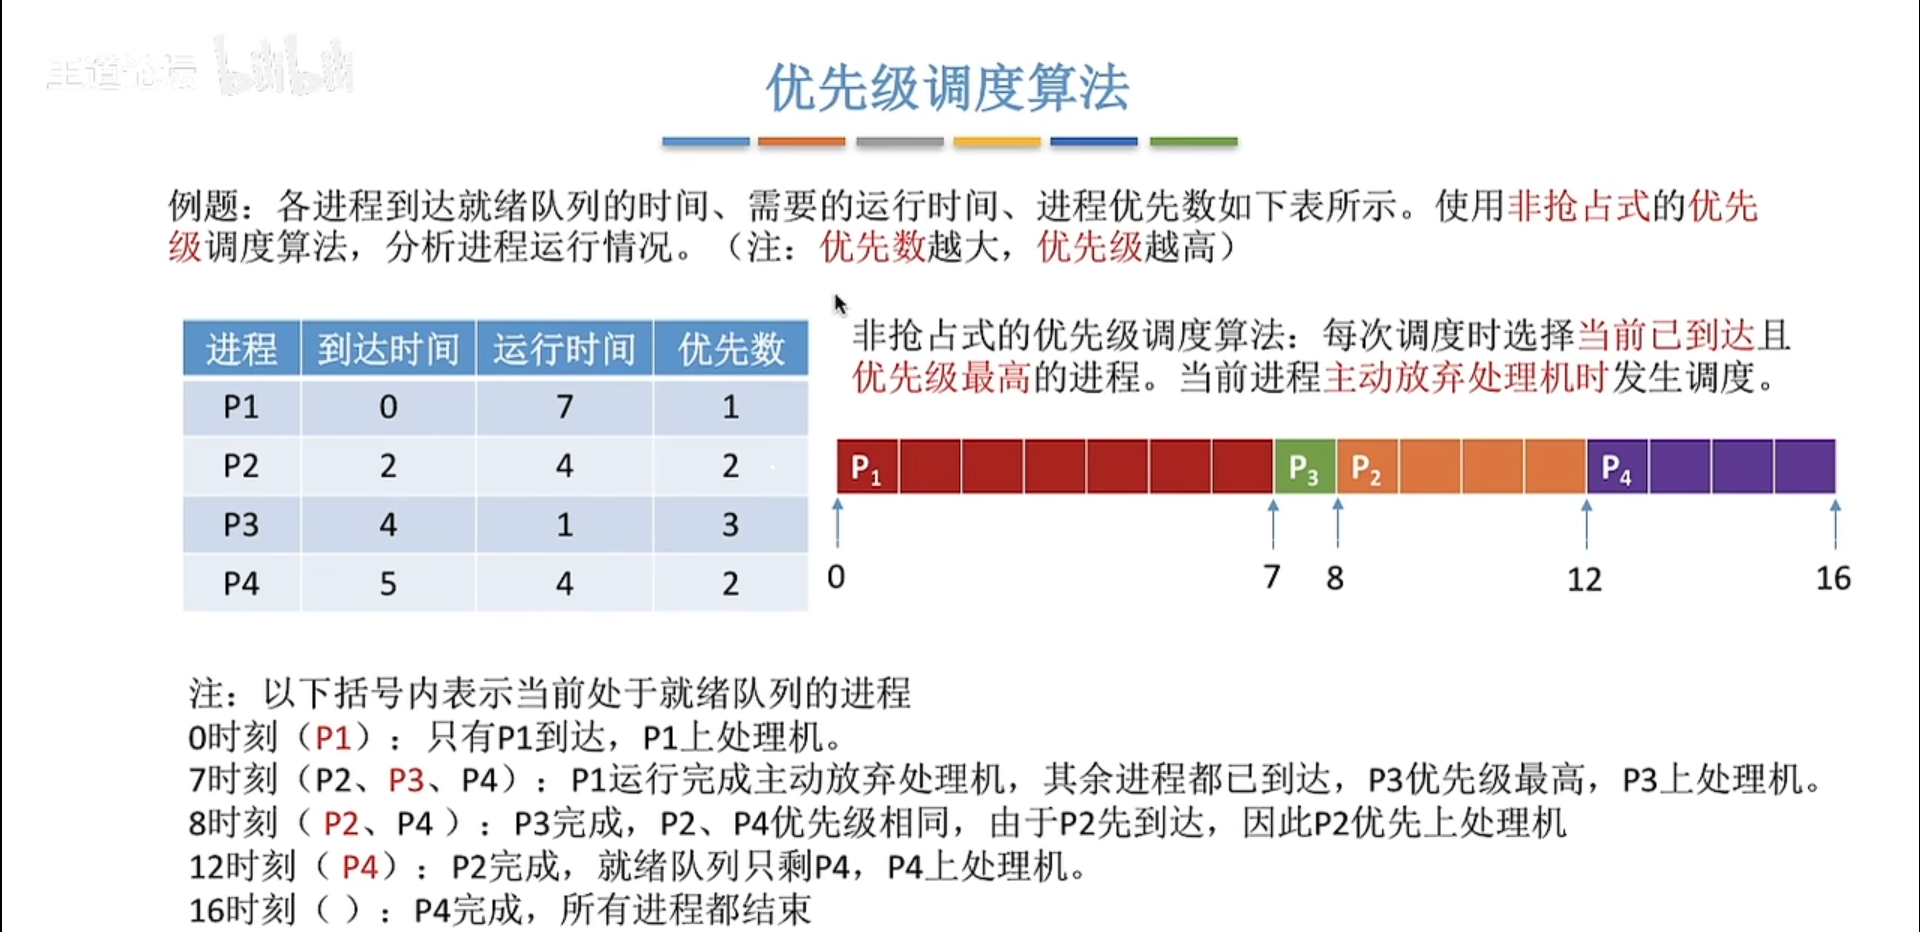 王道论坛 bilibili
优先级调度算法
例题：各进程到达就绪队列的时间、需要的运行时间、进程优先数如下表所示。使用非抢占式的优先
级调度算法，分析进程运行情况。（注：优先数越大，优先级越高）
进程 到达时间 运行时间 优先数
P1 0 7 1
P2 2 4 2
P3 4 1 3
P4 5 4 2
非抢占式的优先级调度算法：每次调度时选择当前已到达且
优先级最高的进程。当前进程主动放弃处理机时发生调度。
P1 P3 P2 P4
0 7 8 12 16
注：以下括号内表示当前处于就绪队列的进程
0时刻（P1）：只有P1到达，P1上处理机。
7时刻（P2、P3、P4）：P1运行完成主动放弃处理机，其余进程都已到达，P3优先级最高，P3上处理机。
8时刻（P2、P4）：P3完成，P2、P4优先级相同，由于P2先到达，因此P2优先上处理机
12时刻（P4）：P2完成，就绪队列只剩P4，P4上处理机。
16时刻（ ）：P4完成，所有进程都结束